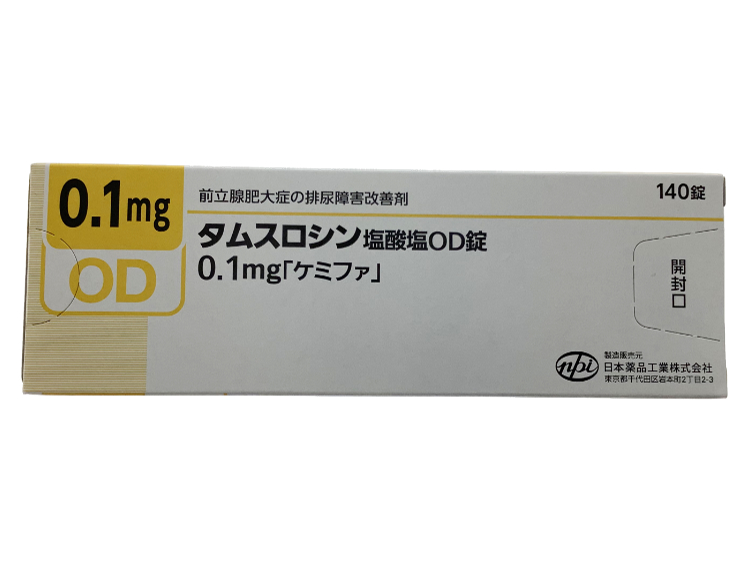 0.1mg
OD
前立腺肥大症の排尿障害改善剤
140錠
タムスロシン塩酸塩OD錠
0.1mg「ケミファ」
開封口
npi
製造販売元
日本薬品工業株式会社
東京都千代田区岩本町2丁目2-3